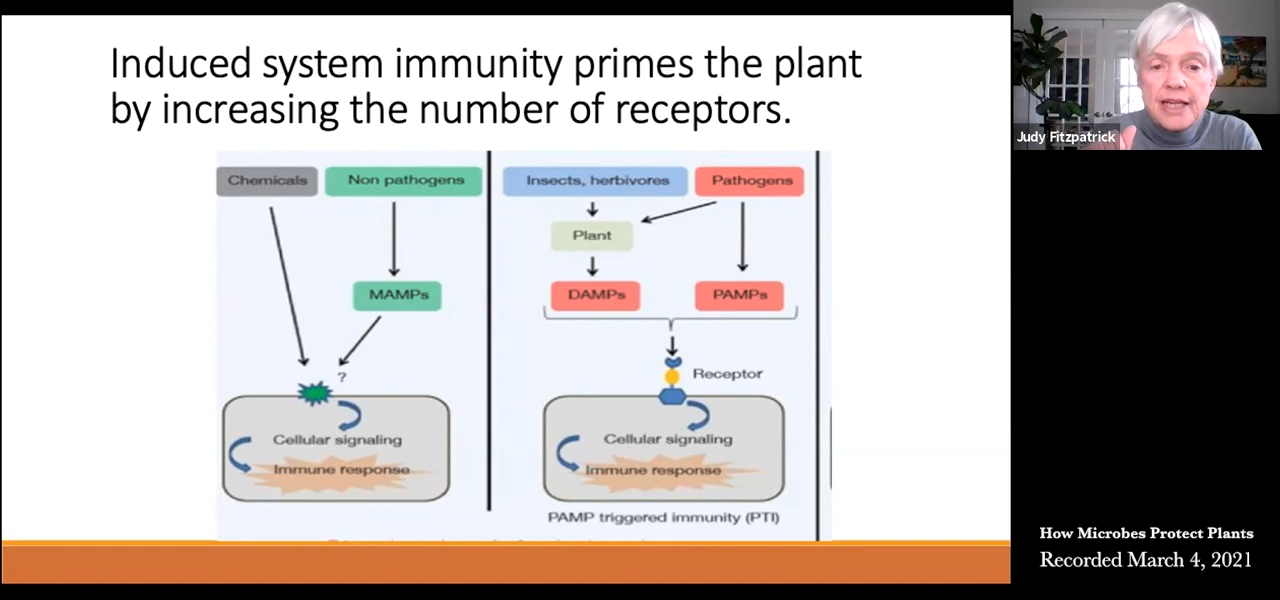 Induced system immunity primes the plant
by increasing the number of receptors.
Chemicals
Non pathogens
MAMPs
?
Cellular signaling
Immune response
Insects, herbivores
Pathogens
Plant
DAMPs
PAMPs
Receptor
Cellular signaling
Immune response
PAMP triggered immunity (PTI)
Judy Fitzpatrick
How Microbes Protect Plants
Recorded March 4, 2021